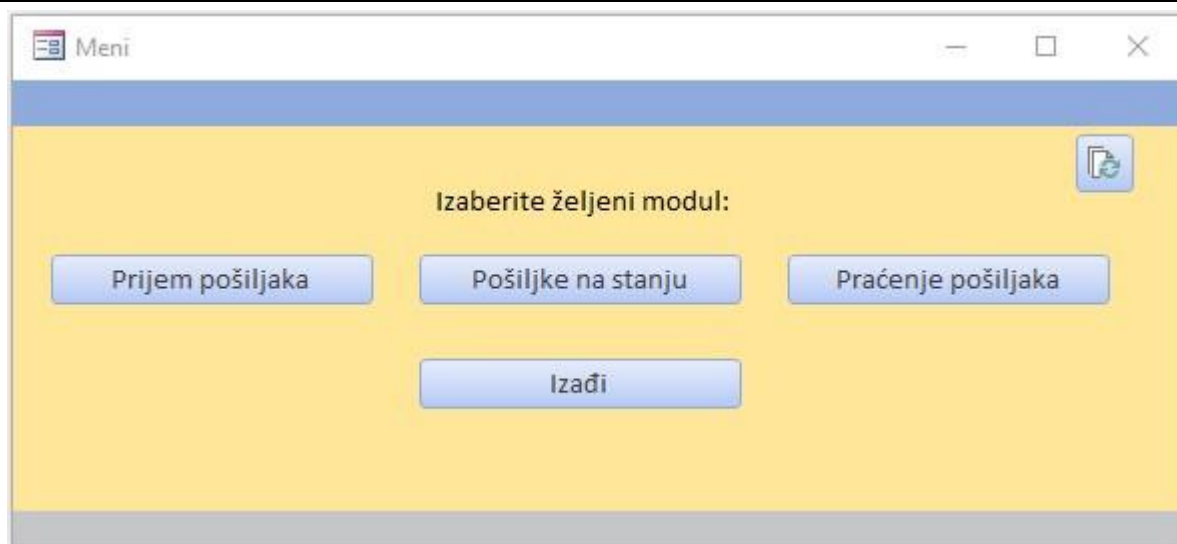 Meni
Izaberite željeni modul:
Prijem pošiljaka
Pošiljke na stanju
Praćenje pošiljaka
Izađi